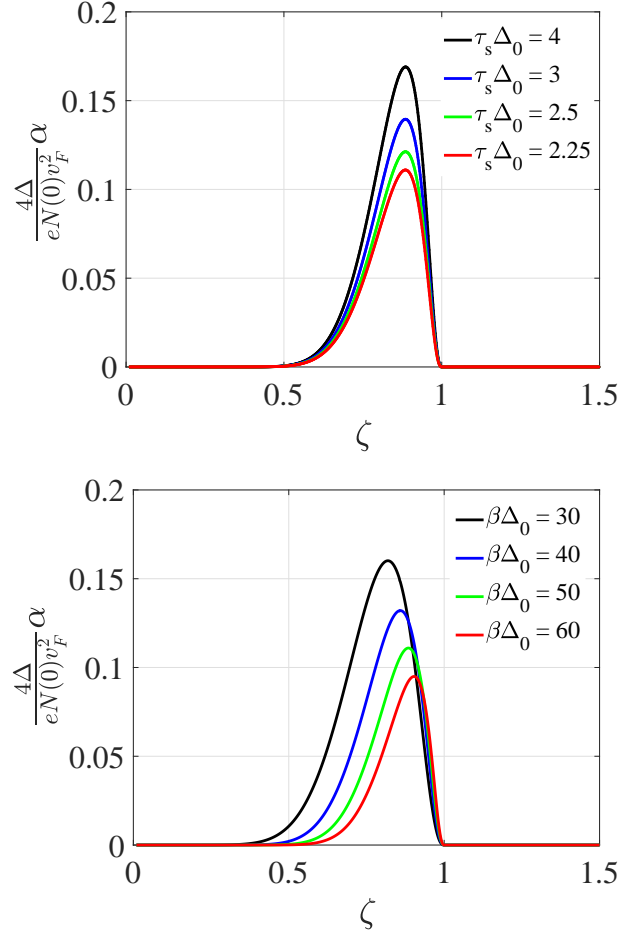 0.2
0.15
0.1
0.05
0
0
0.5
1
1.5
ζ
4Δ/eN(0)v_F^2 α
τ_sΔ_0 = 4
τ_sΔ_0 = 3
τ_sΔ_0 = 2.5
τ_sΔ_0 = 2.25
0.2
0.15
0.1
0.05
0
0
0.5
1
1.5
ζ
4Δ/eN(0)v_F^2 α
βΔ_0 = 30
βΔ_0 = 40
βΔ_0 = 50
βΔ_0 = 60